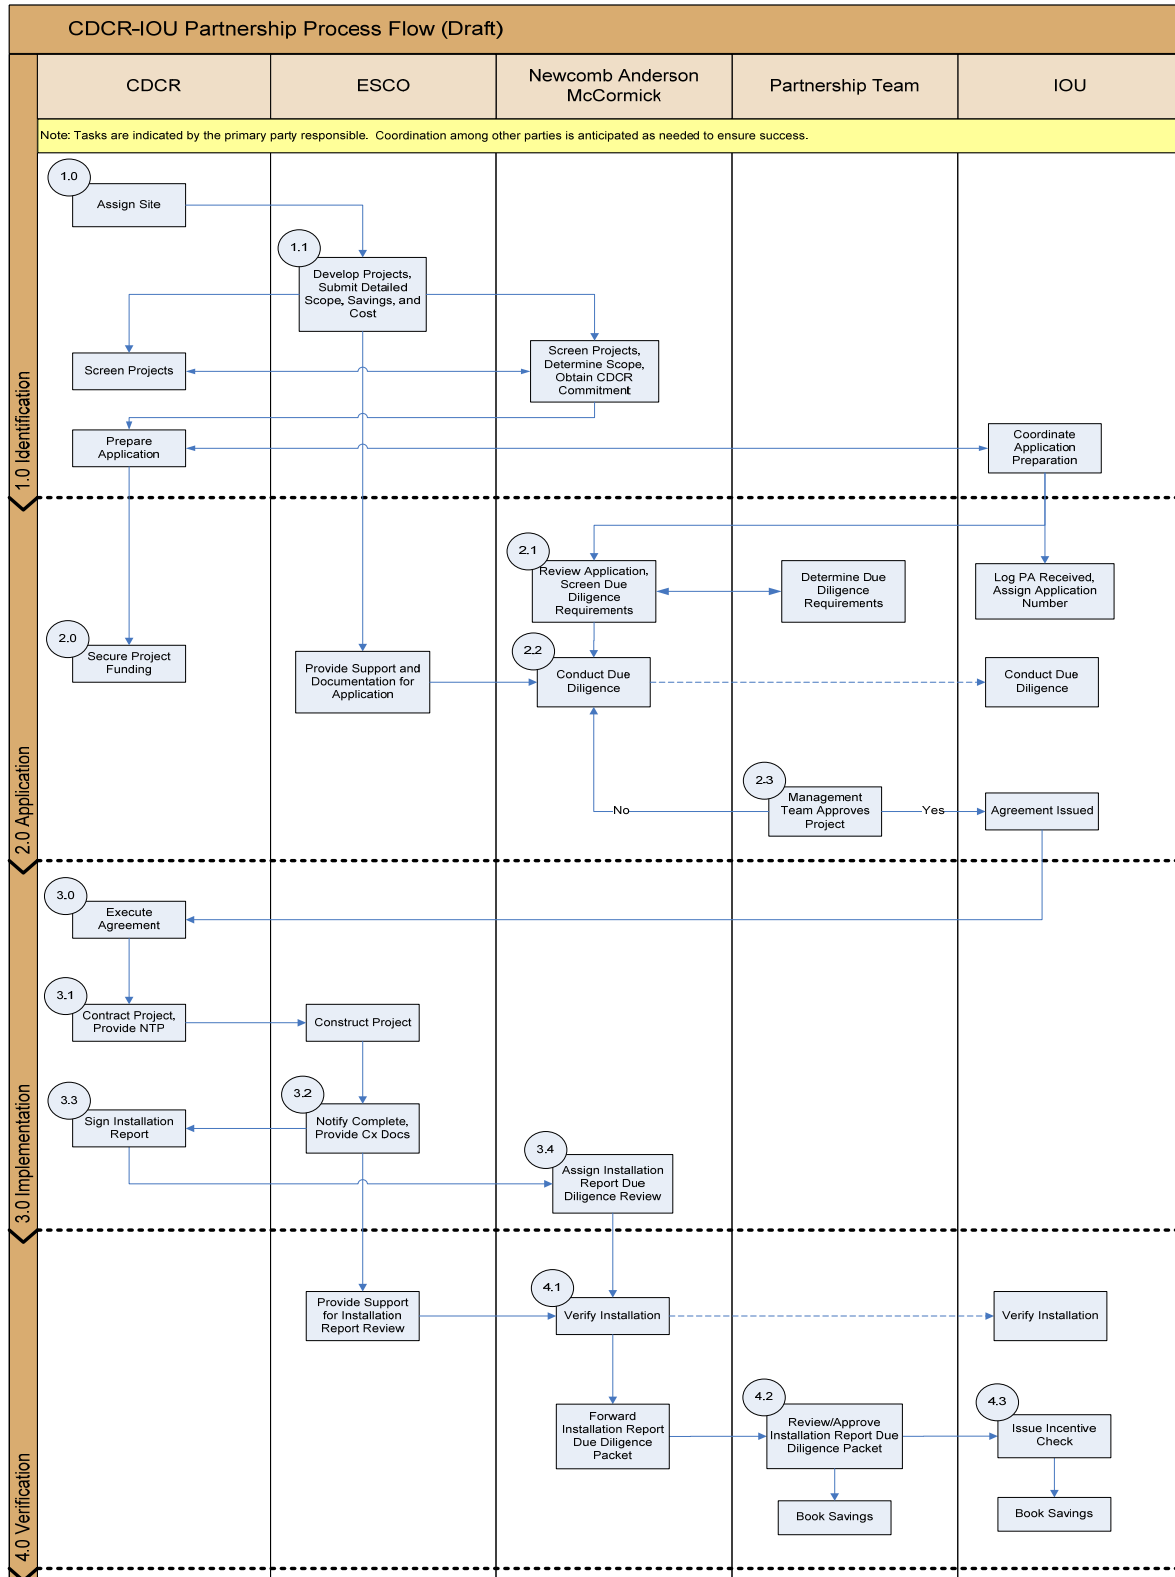 CDCR-IOU Partnership Process Flow (Draft)
CDCR
ESCO
Newcomb Anderson
McCormick
Partnership Team
IOU
Note: Tasks are indicated by the primary party responsible.  Coordination among other parties is anticipated as needed to ensure success.
1.0 Identification
1.0
Assign Site
1.1
Develop Projects,
Submit Detailed
Scope, Savings, and
Cost
Screen Projects
Screen Projects,
Determine Scope,
Obtain CDCR
Commitment
Prepare
Application
Coordinate
Application
Preparation
2.0 Application
2.1
Review Application,
Screen Due
Diligence
Requirements
Determine Due
Diligence
Requirements
Log PA Received,
Assign Application
Number
2.0
Secure Project
Funding
Provide Support and
Documentation for
Application
2.2
Conduct Due
Diligence
Conduct Due
Diligence
2.3
Management
Team Approves
Project
No
Yes
Agreement Issued
3.0 Implementation
3.0
Execute
Agreement
3.1
Contract Project,
Provide NTP
Construct Project
3.3
Sign Installation
Report
3.2
Notify Complete,
Provide Cx Docs
3.4
Assign Installation
Report Due
Diligence Review
4.0 Verification
Provide Support
for Installation
Report Review
4.1
Verify Installation
Verify Installation
Forward
Installation Report
Due Diligence
Packet
4.2
Review/Approve
Installation Report Due
Diligence Packet
4.3
Issue Incentive
Check
Book Savings
Book Savings